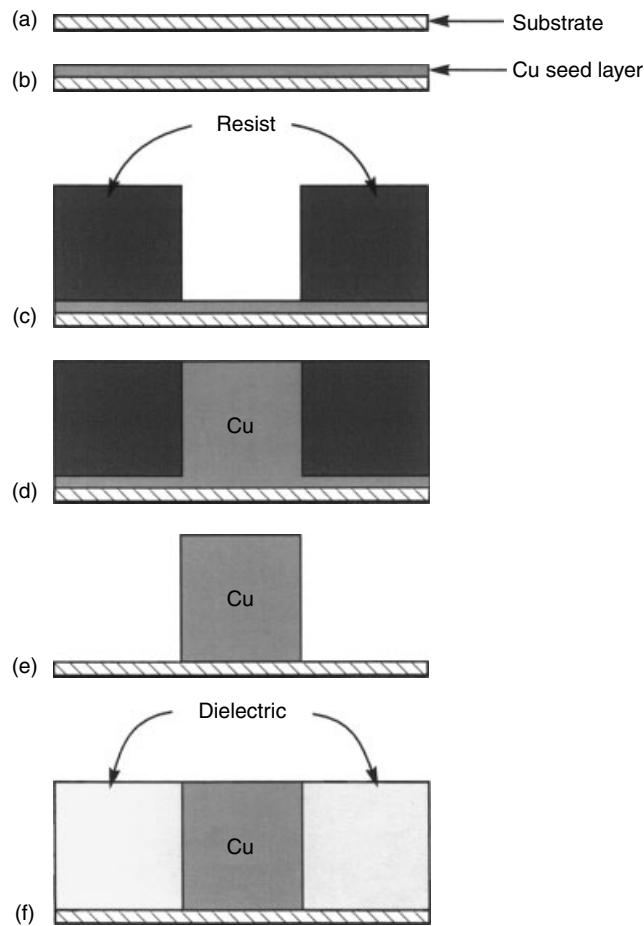 (a)
Substrate
(b)
Cu seed layer
Resist
(c)
Cu
(d)
Cu
(e)
Dielectric
Cu
(f)